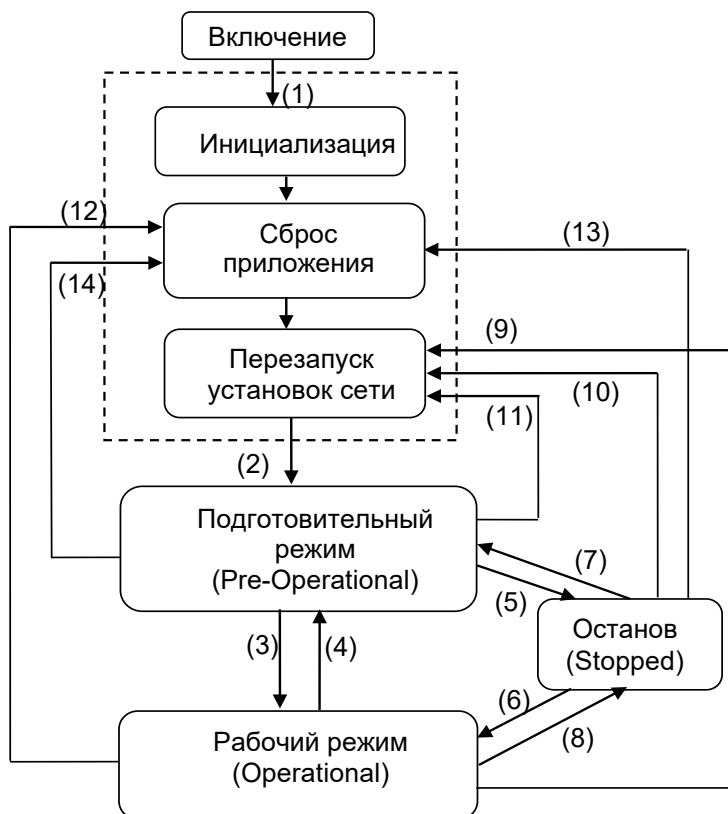 Включение
(1)
Инициализация
(12)
Сброс
приложения
(13)
(14)
(9)
Перезапуск
установок сети
(10)
(11)
(2)
Подготовительный
режим
(Pre-Operational)
(7)
(5)
Останов
(Stopped)
(3)
(4)
(6)
(8)
Рабочий режим
(Operational)